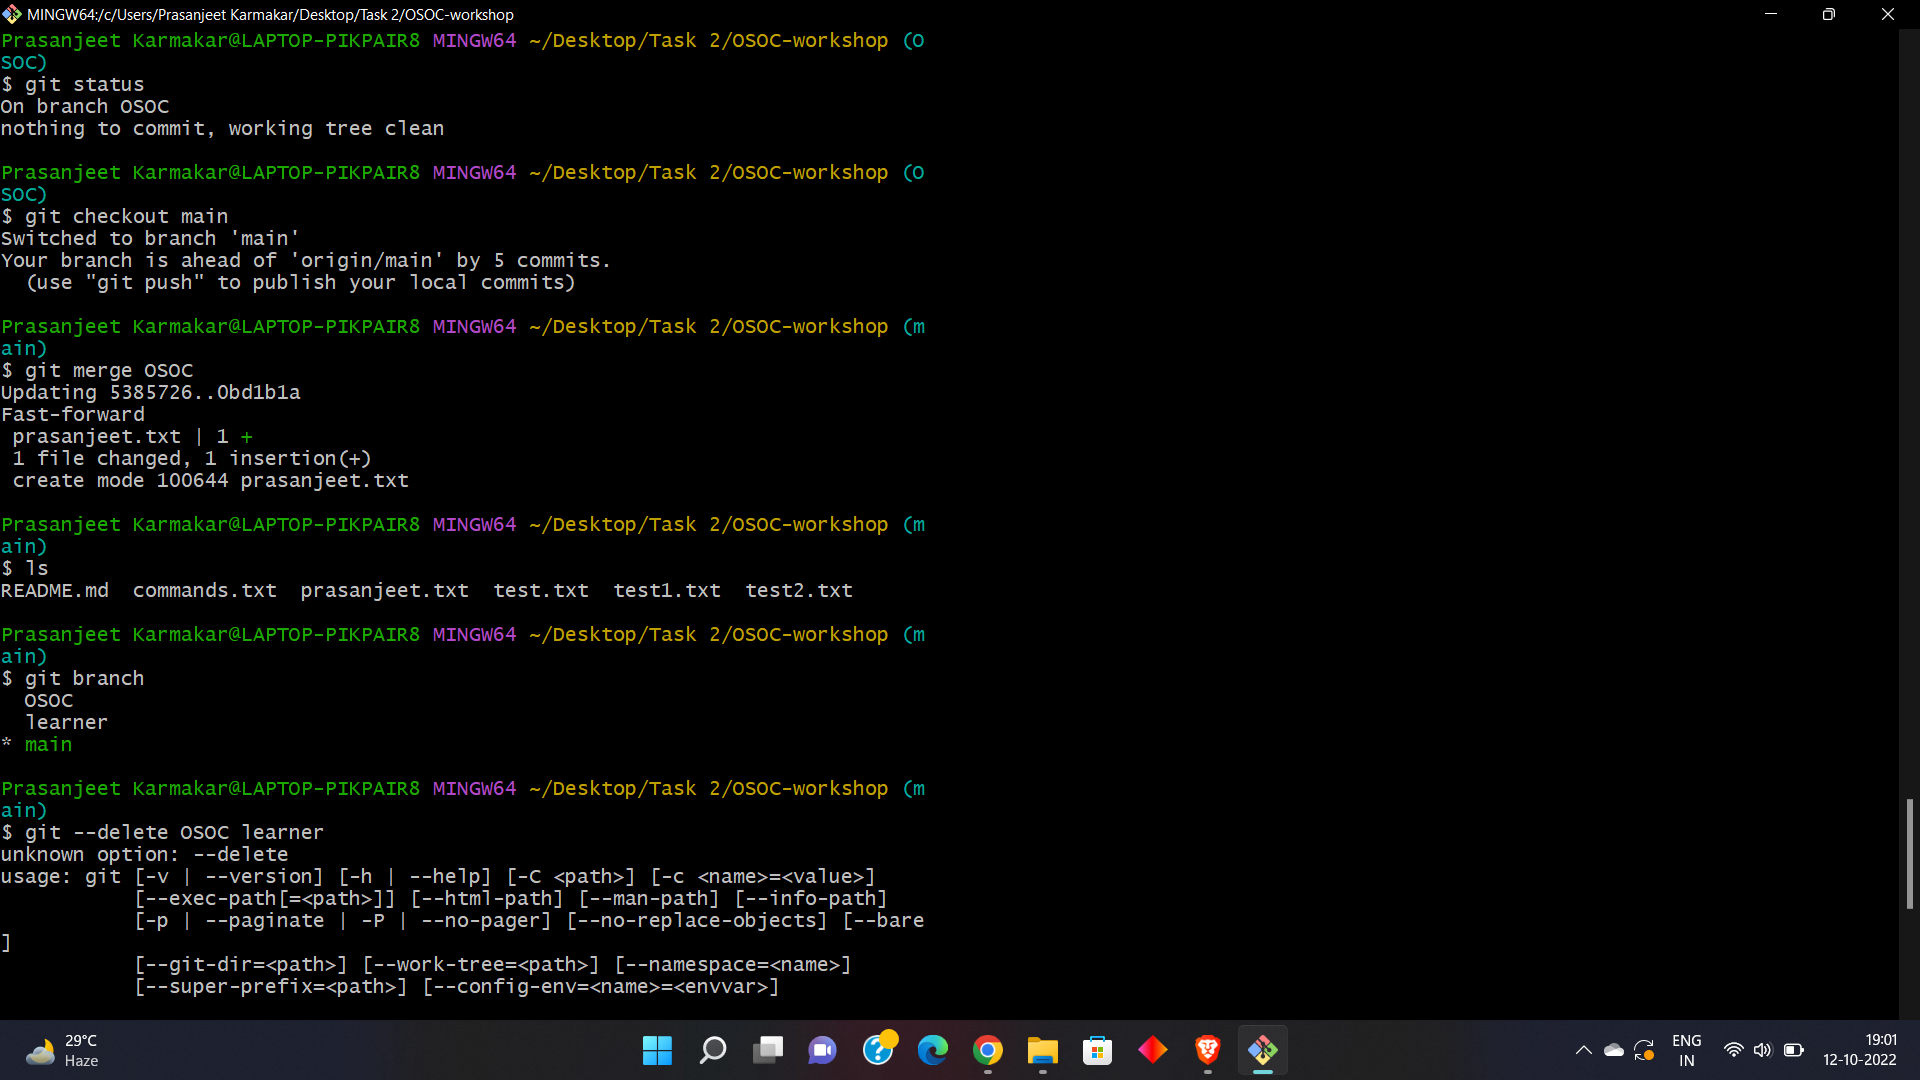 MINGW64:/c/Users/Prasanjeet Karmakar/Desktop/Task 2/OSOC-workshop
Prasanjeet Karmakar@LAPTOP-PIKPAIR8 MINGW64 ~/Desktop/Task 2/OSOC-workshop (O
SOC)
$ git status
On branch OSOC
nothing to commit, working tree clean
Prasanjeet Karmakar@LAPTOP-PIKPAIR8 MINGW64 ~/Desktop/Task 2/OSOC-workshop (O
SOC)
$ git checkout main
Switched to branch 'main'
Your branch is ahead of 'origin/main' by 5 commits.
  (use "git push" to publish your local commits)
Prasanjeet Karmakar@LAPTOP-PIKPAIR8 MINGW64 ~/Desktop/Task 2/OSOC-workshop (m
ain)
$ git merge OSOC
Updating 5385726..0bd1b1a
Fast-forward
 prasanjeet.txt | 1 +
 1 file changed, 1 insertion(+)
 create mode 100644 prasanjeet.txt
Prasanjeet Karmakar@LAPTOP-PIKPAIR8 MINGW64 ~/Desktop/Task 2/OSOC-workshop (m
ain)
$ ls
README.md  commands.txt  prasanjeet.txt  test.txt  test1.txt  test2.txt
Prasanjeet Karmakar@LAPTOP-PIKPAIR8 MINGW64 ~/Desktop/Task 2/OSOC-workshop (m
ain)
$ git branch
  OSOC
  learner
* main
Prasanjeet Karmakar@LAPTOP-PIKPAIR8 MINGW64 ~/Desktop/Task 2/OSOC-workshop (m
ain)
$ git --delete OSOC learner
unknown option: --delete
usage: git [-v | --version] [-h | --help] [-C <path>] [-c <name>=<value>]
           [--exec-path[=<path>]] [--html-path] [--man-path] [--info-path]
           [-p | --paginate | -P | --no-pager] [--no-replace-objects] [--bare
]
           [--git-dir=<path>] [--work-tree=<path>] [--namespace=<name>]
           [--super-prefix=<path>] [--config-env=<name>=<envvar>]
29°C
Haze
ENG
IN
19:01
12-10-2022